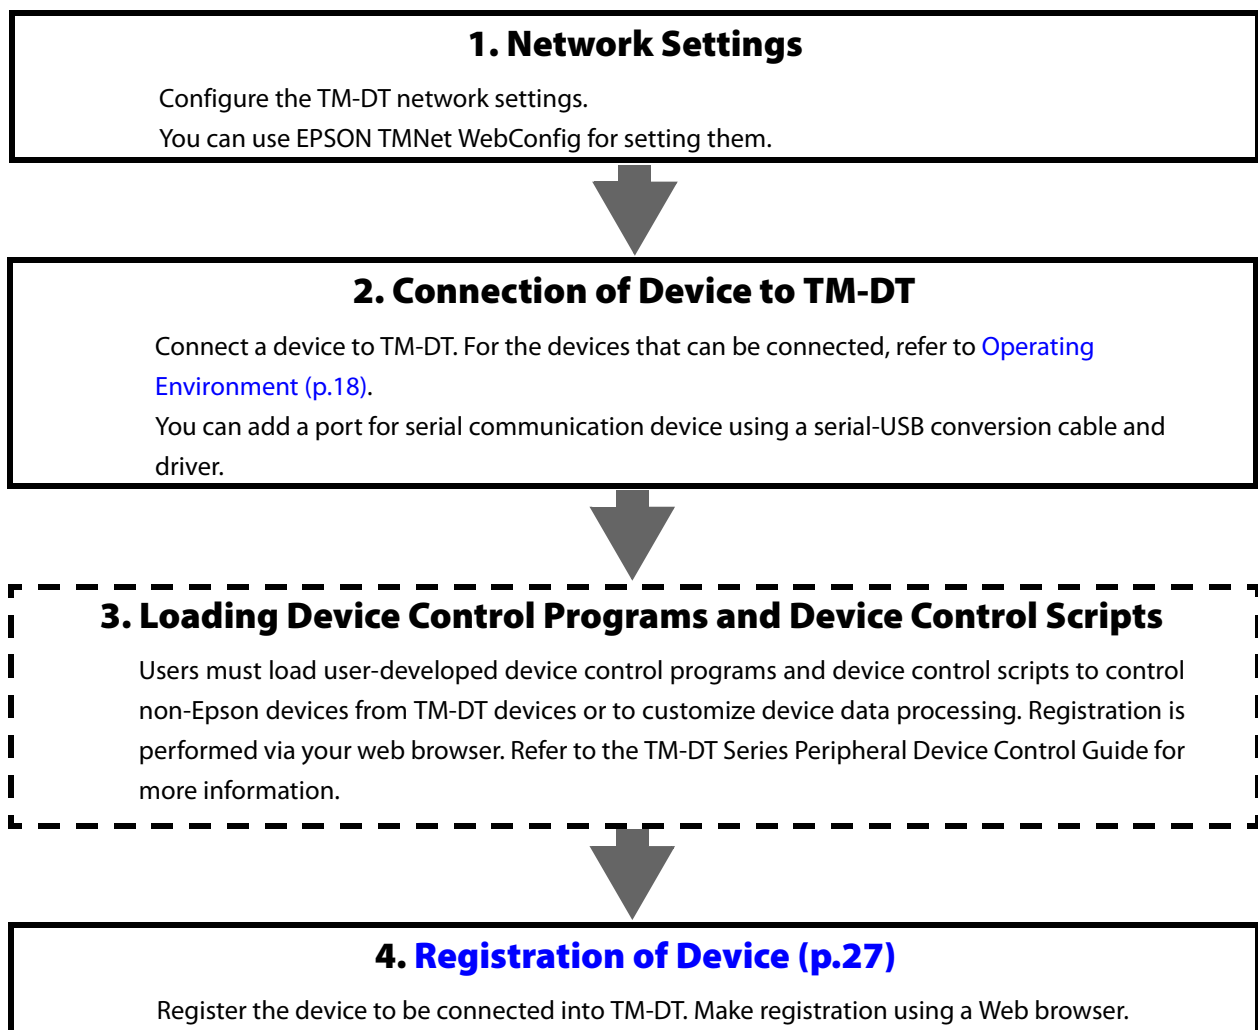 1. Network Settings
Configure the TM-DT network settings.
You can use EPSON TMNet WebConfig for setting them.
2. Connection of Device to TM-DT
Connect a device to TM-DT. For the devices that can be connected, refer to Operating
Environment (p.18).
You can add a port for serial communication device using a serial-USB conversion cable and
driver.
3. Loading Device Control Programs and Device Control Scripts
Users must load user-developed device control programs and device control scripts to control
non-Epson devices from TM-DT devices or to customize device data processing. Registration is
performed via your web browser. Refer to the TM-DT Series Peripheral Device Control Guide for
more information.
4. Registration of Device (p.27)
Register the device to be connected into TM-DT. Make registration using a Web browser.